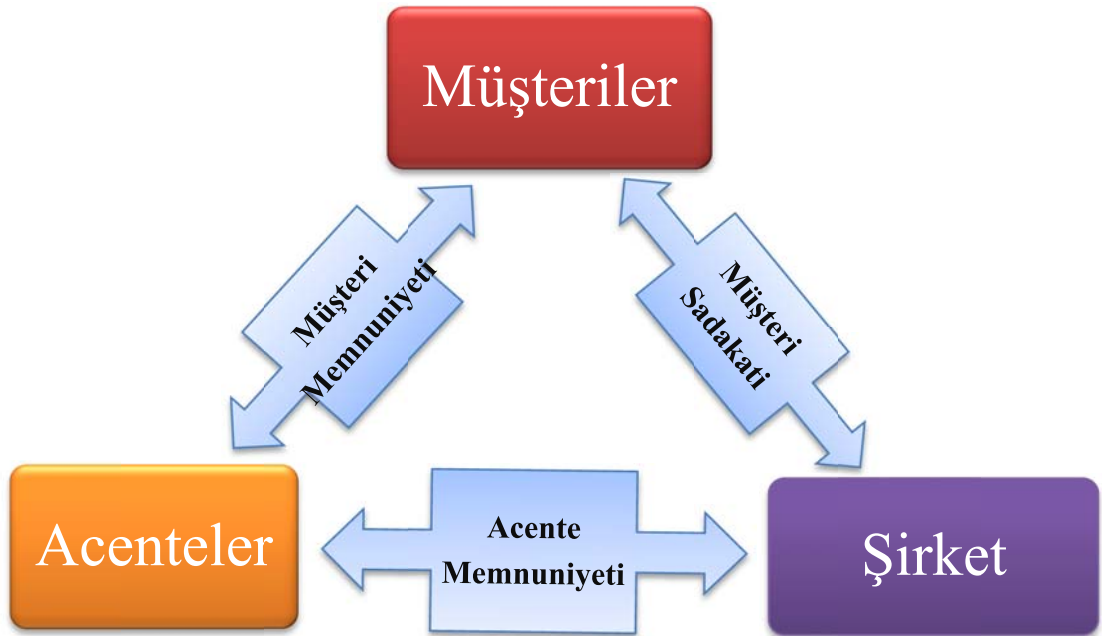 Müşteriler
Müşteri
Memnuniyeti
Müşteri
Sadakati
Acenteler
Acente
Memnuniyeti
Şirket